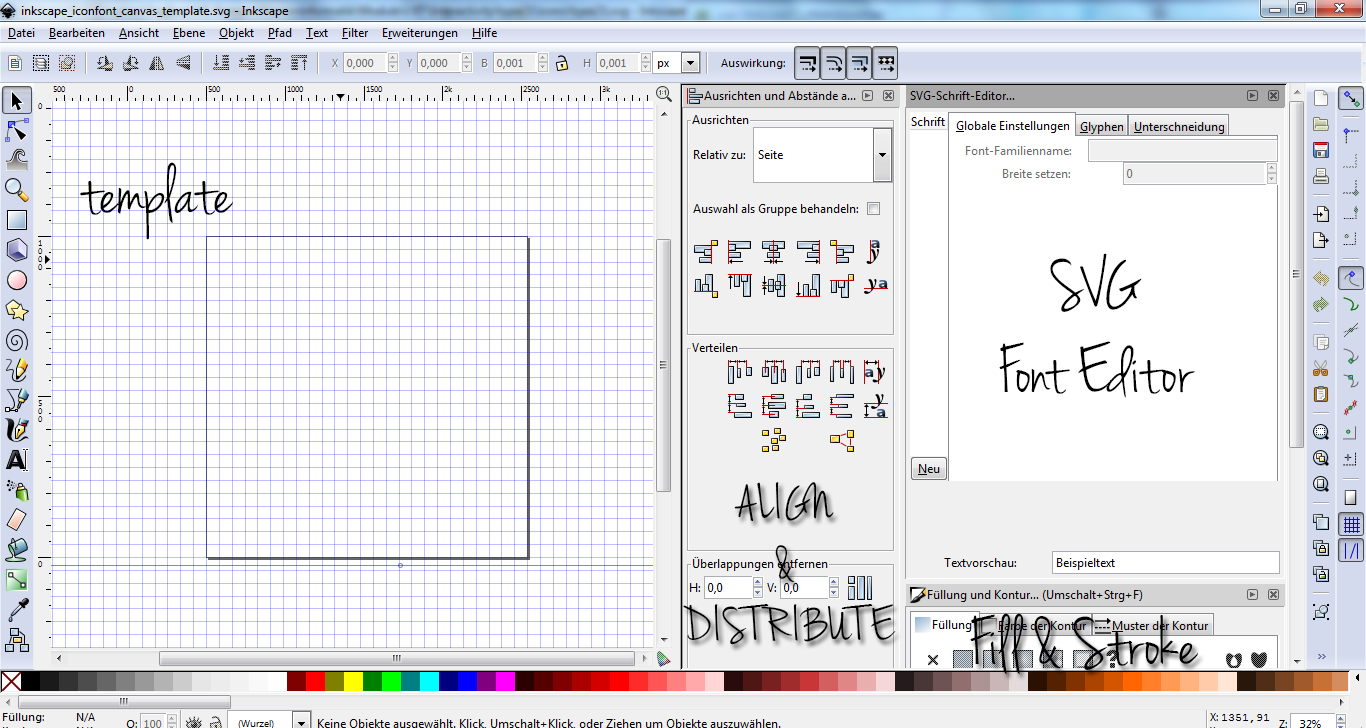 inkscape_iconfont_canvas_template.svg - Inkscape
Datei Bearbeiten Ansicht Ebene Objekt Pfad Text Filter Erweiterungen Hilfe
X 0,000 Y 0,000 B 0,001 H 0,001 px Auswirkung:
500 0 500 1000 1500 2k 2500 3k
0
1000
500
0
template
Ausrichten und Abstände a...
Ausrichten
Relativ zu: Seite
Auswahl als Gruppe behandeln:
Verteilen
ALIGN
&
DISTRIBUTE
Überlappungen entfernen
H: 0,0 V: 0,0
SVG-Schrift-Editor...
Schrift Globale Einstellungen Glyphen Unterschneidung
Font-Familienname:
Breite setzen: 0
SVG
Font Editor
Neu
Textvorschau: Beispieltext
Füllung und Kontur... (Umschalt+Strg+F)
Füllung Farbe der Kontur Muster der Kontur
Fill & Stroke
Füllung: N/A O: 100 (Wurzel) Keine Objekte ausgewählt. Klick, Umschalt+Klick, oder Ziehen um Objekte auszuwählen.
N/A
X: 1351,91 Z: 32%